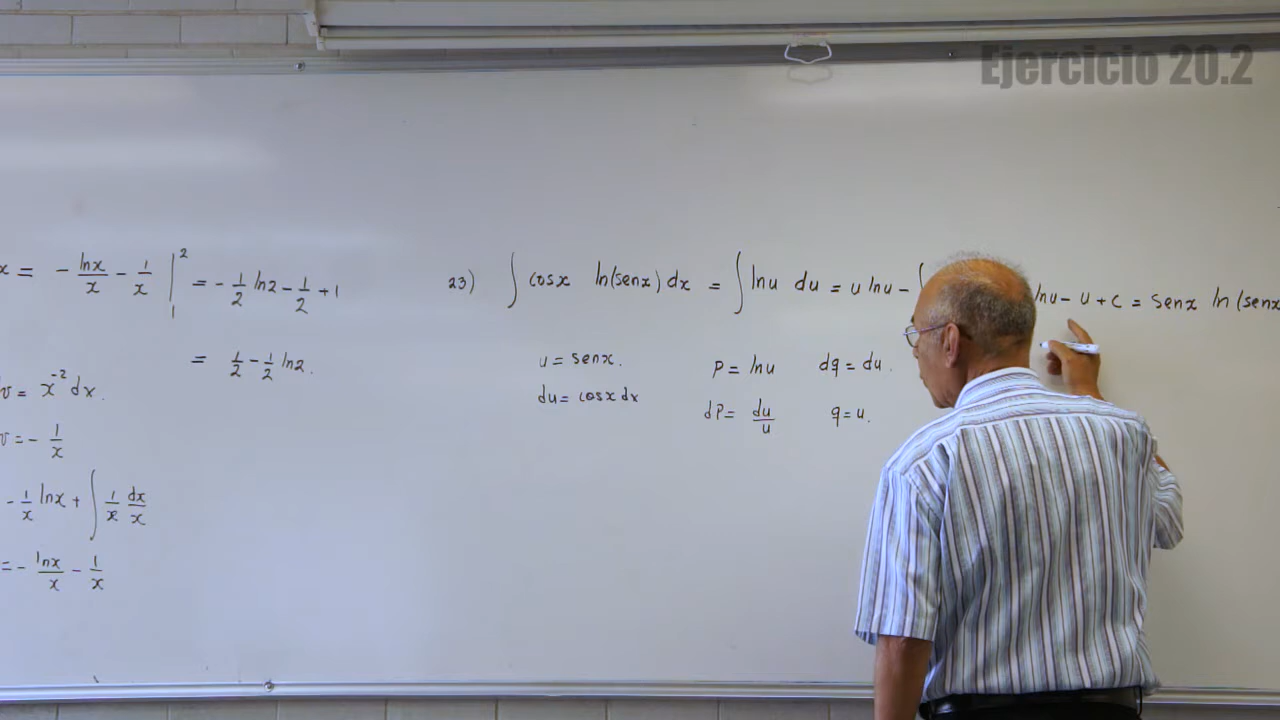 Ejercicio 20.2
x = - lnx/x - 1/x |₁² = - 1/2 ln2 - 1/2 + 1
= 1/2 - 1/2 ln2.
v = x⁻² dx.
v = - 1/x
- 1/x lnx + ∫ 1/x dx/x
= - lnx/x - 1/x
23) ∫ cosx ln(senx) dx = ∫ lnu du = u lnu - ∫ lnu - u + c = senx ln(senx
u = senx.
du = cosx dx
P = lnu dq = du.
dP = du/u q = u.